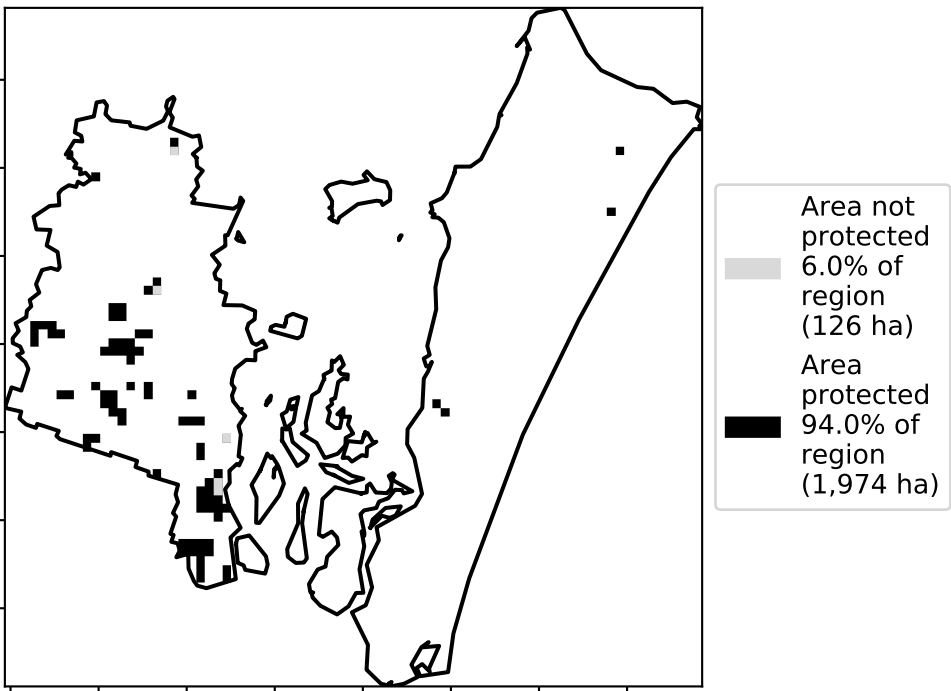 Area not
protected
6.0% of
region
(126 ha)
Area
protected
94.0% of
region
(1,974 ha)